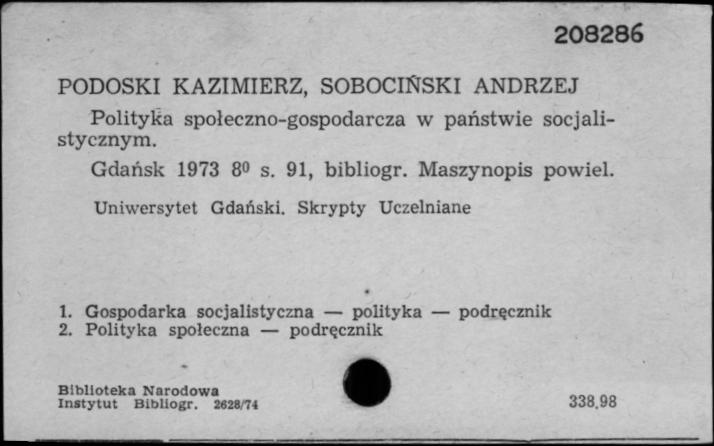 208286
PODOSKI KAZIMIERZ, SOBOCIŃSKI ANDRZEJ
Polityka społeczno-gospodarcza w państwie socjali-
stycznym.
Gdańsk 1973 8⁰ s. 91, bibliogr. Maszynopis powiel.
Uniwersytet Gdański. Skrypty Uczelniane
1. Gospodarka socjalistyczna — polityka — podręcznik
2. Polityka społeczna — podręcznik
Biblioteka Narodowa
Instytut Bibliogr. 2628/74
338.98